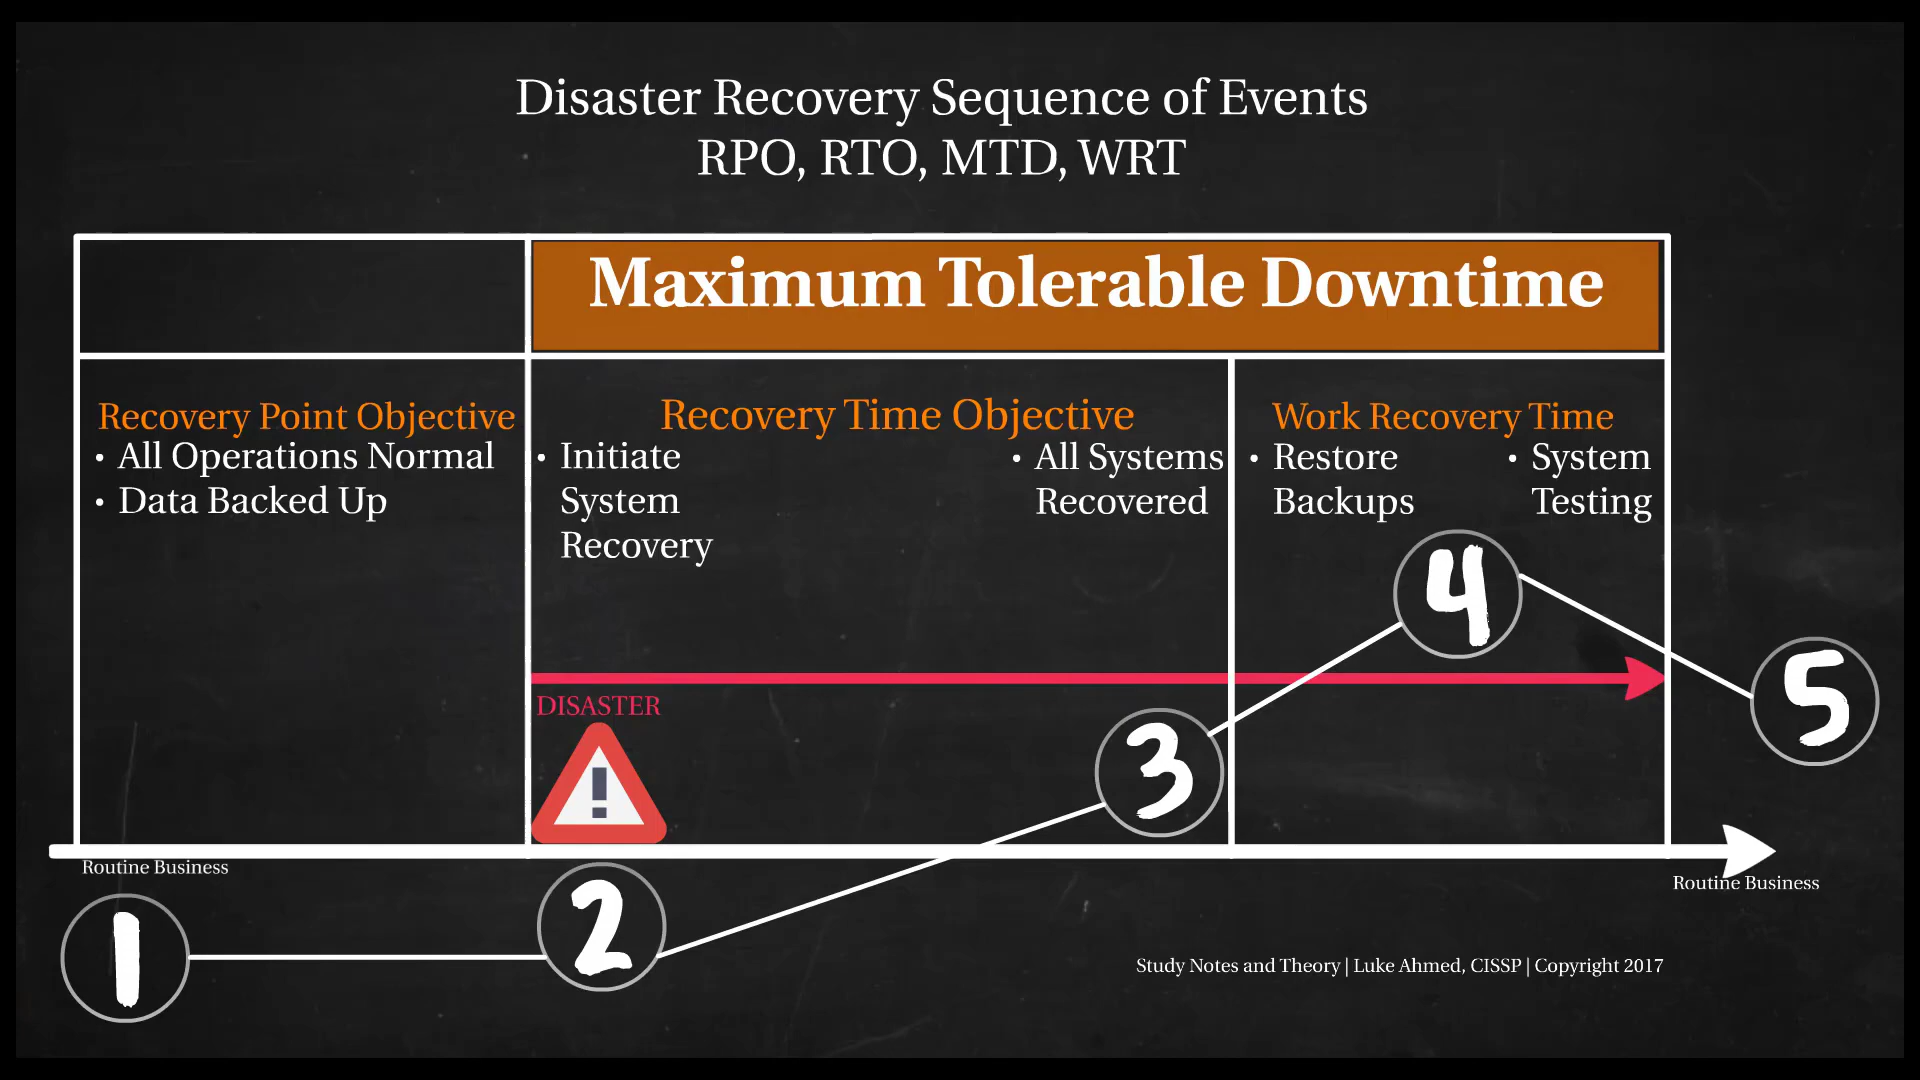 Disaster Recovery Sequence of Events
RPO, RTO, MTD, WRT
Maximum Tolerable Downtime
Recovery Point Objective
• All Operations Normal
• Data Backed Up
Recovery Time Objective
• Initiate
System
Recovery
• All Systems
Recovered
Work Recovery Time
• Restore
Backups
• System
Testing
DISASTER
!
Routine Business
Routine Business
1
2
3
4
5
Study Notes and Theory | Luke Ahmed, CISSP | Copyright 2017